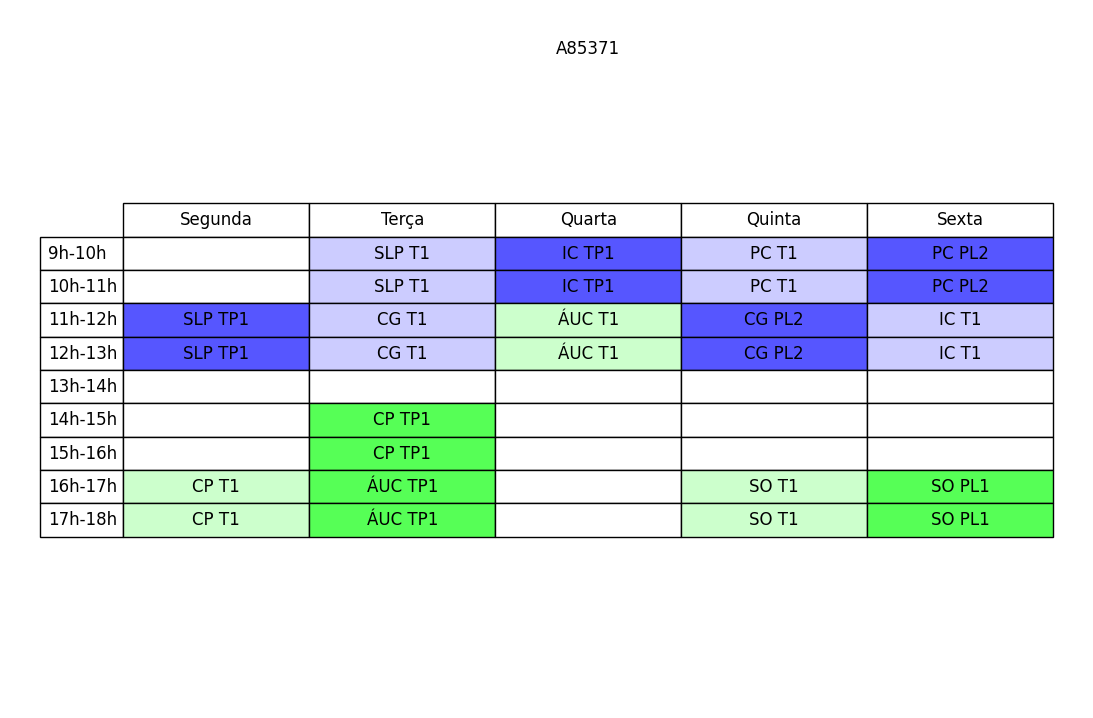 A85371
Segunda Terça Quarta Quinta Sexta
9h-10h SLP T1 IC TP1 PC T1 PC PL2
10h-11h SLP T1 IC TP1 PC T1 PC PL2
11h-12h SLP TP1 CG T1 ÁUC T1 CG PL2 IC T1
12h-13h SLP TP1 CG T1 ÁUC T1 CG PL2 IC T1
13h-14h
14h-15h CP TP1
15h-16h CP TP1
16h-17h CP T1 ÁUC TP1 SO T1 SO PL1
17h-18h CP T1 ÁUC TP1 SO T1 SO PL1